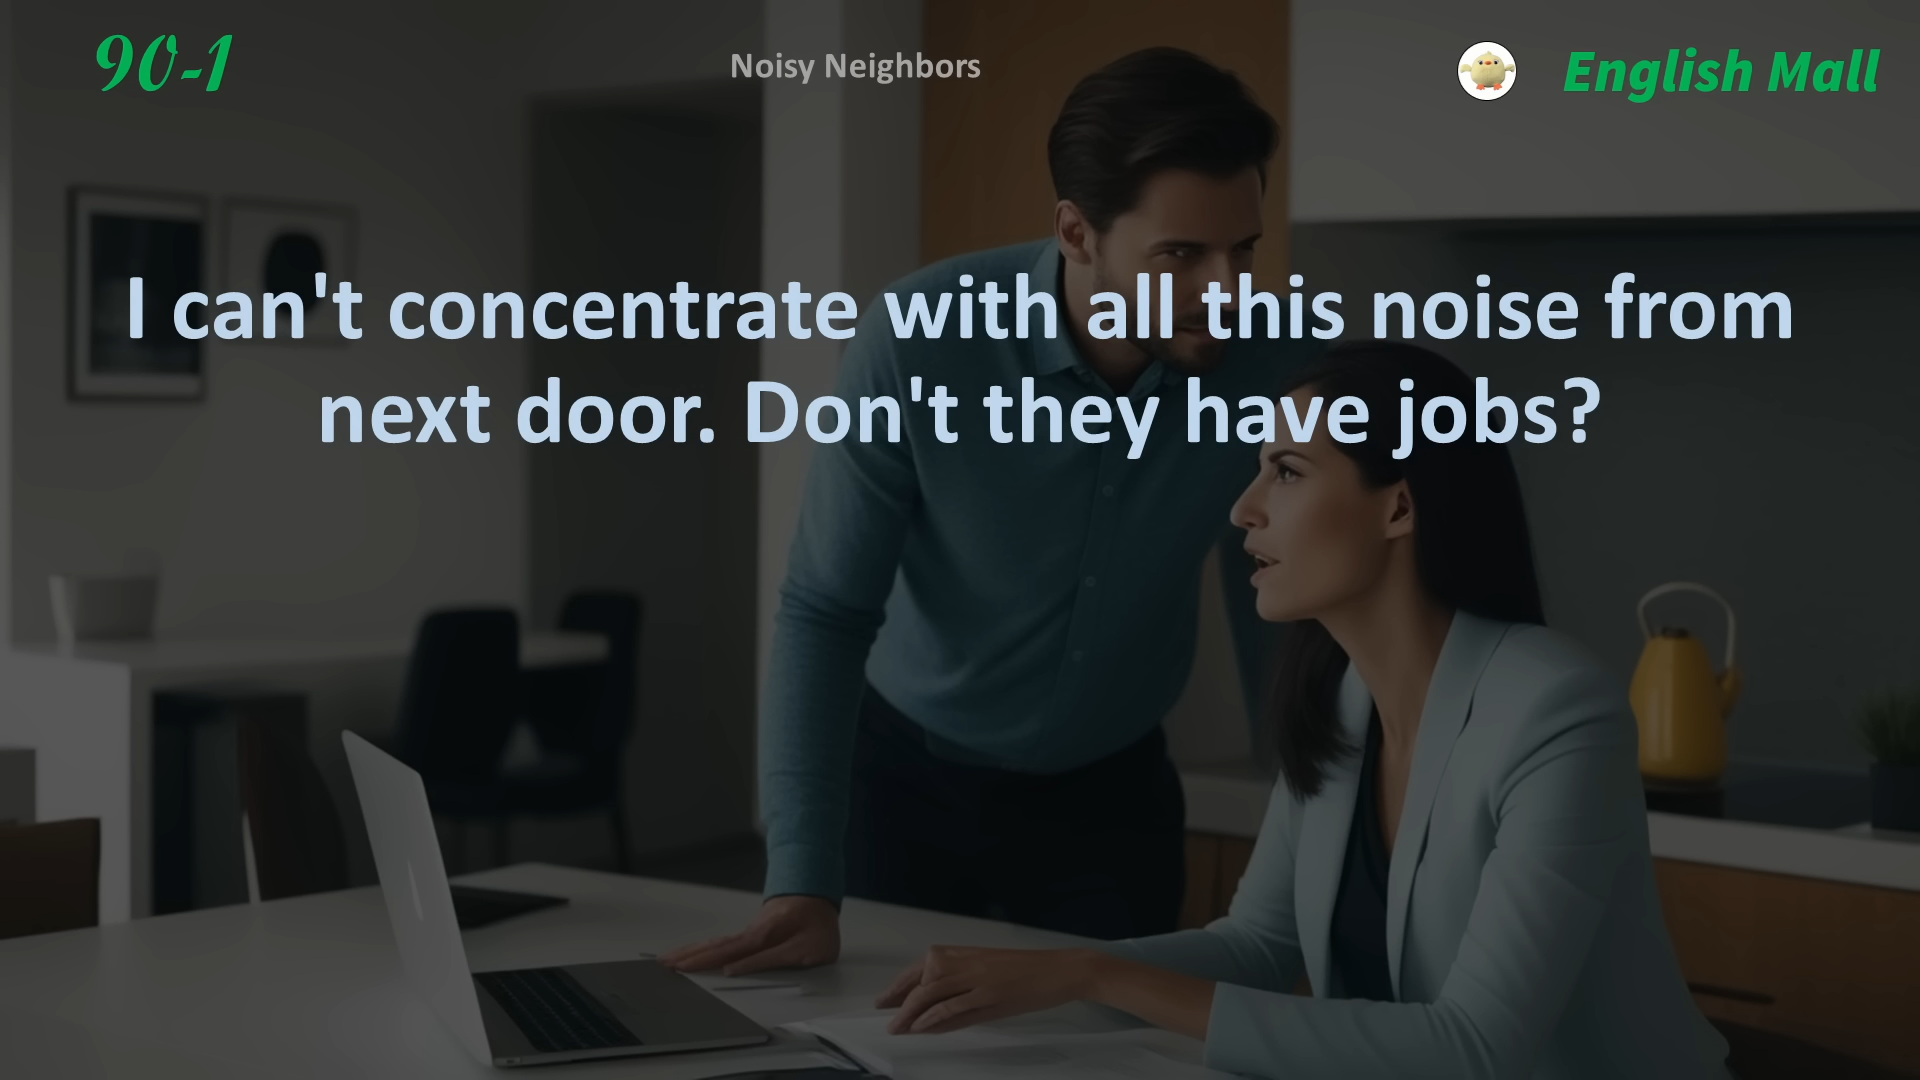 90-1
Noisy Neighbors
English Mall
I can't concentrate with all this noise from
next door. Don't they have jobs?